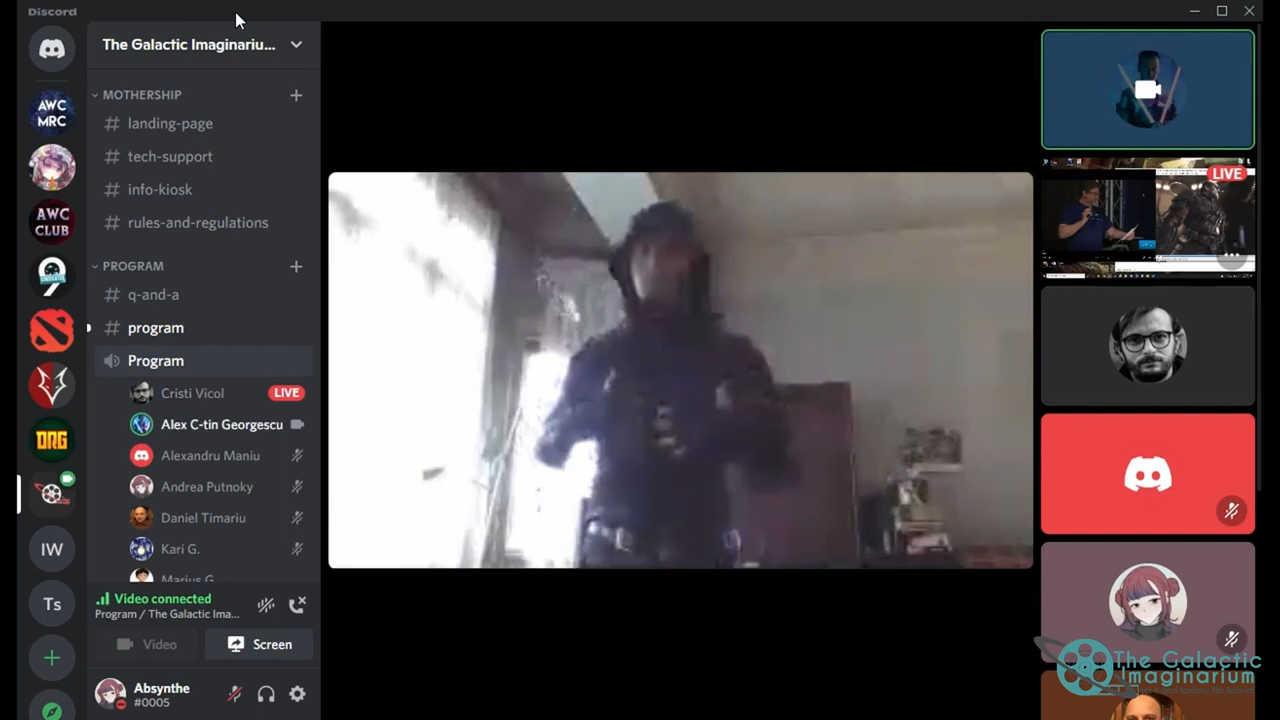 Discord
The Galactic Imaginariu...
MOTHERSHIP
landing-page
tech-support
info-kiosk
rules-and-regulations
PROGRAM
q-and-a
program
Program
Cristi Vicol LIVE
Alex C-tin Georgescu
Alexandru Maniu
Andrea Putnoky
Daniel Timariu
Kari G.
Marius G.
Video connected
Program / The Galactic Ima...
Video
Screen
Absynthe
#0005
AWC
MRC
AWC
CLUB
ORG
IW
Ts
LIVE
The Galactic
Imaginarium